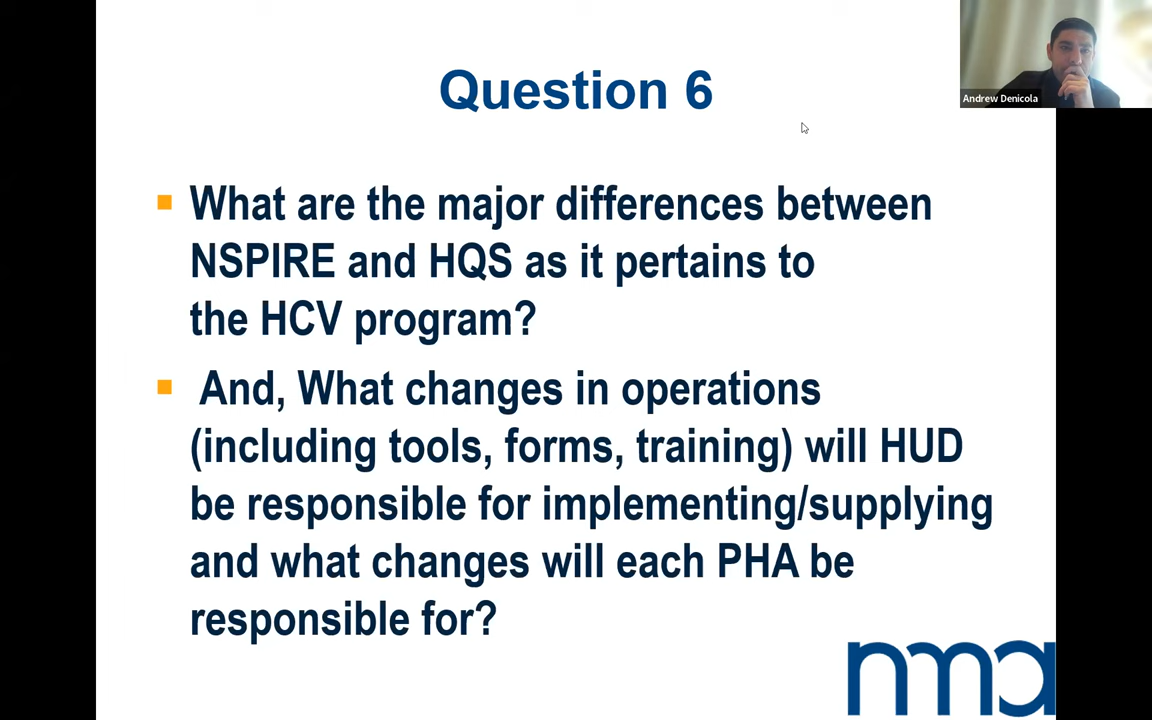 Question 6
Andrew Denicola
What are the major differences between
NSPIRE and HQS as it pertains to
the HCV program?
And, What changes in operations
(including tools, forms, training) will HUD
be responsible for implementing/supplying
and what changes will each PHA be
responsible for?
nma